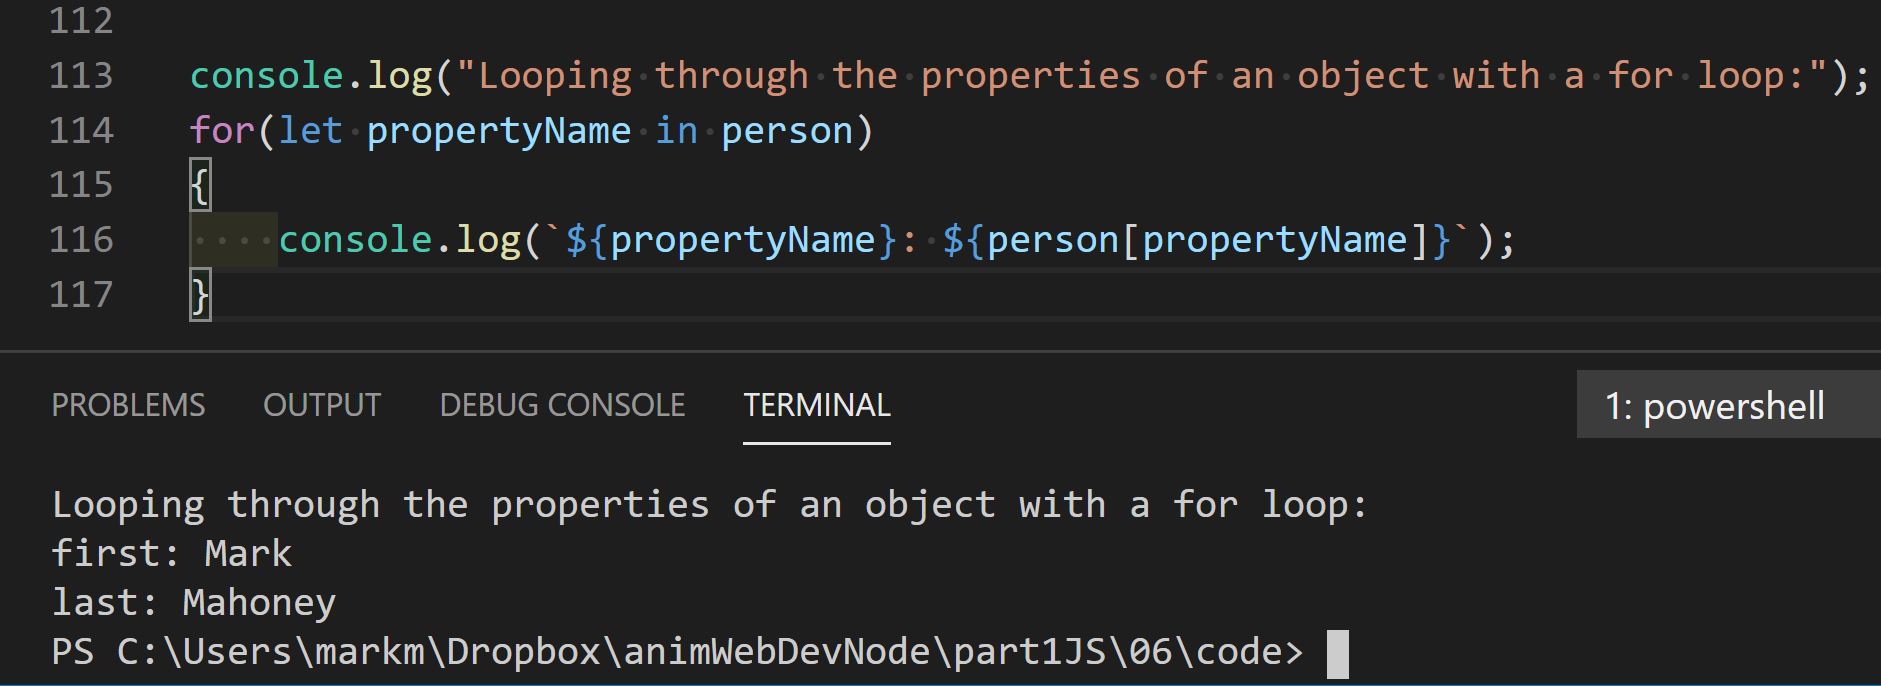 112
113 console.log("Looping through the properties of an object with a for loop:");
114 for(let propertyName in person)
115 {
116     console.log(`${propertyName}: ${person[propertyName]}`);
117 }
PROBLEMS OUTPUT DEBUG CONSOLE TERMINAL 1: powershell
Looping through the properties of an object with a for loop:
first: Mark
last: Mahoney
PS C:\Users\markm\Dropbox\animWebDevNode\part1JS\06\code>